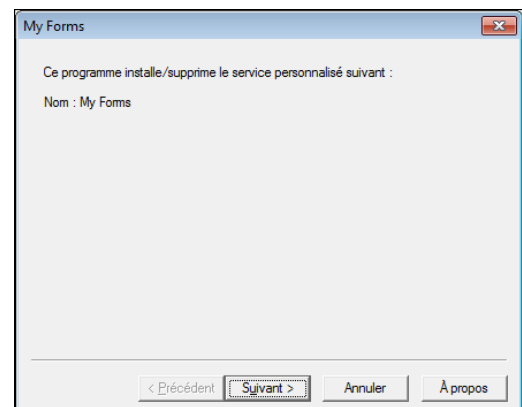 My Forms
Ce programme installe/supprime le service personnalisé suivant :
Nom : My Forms
< Précédent Suivant > Annuler À propos